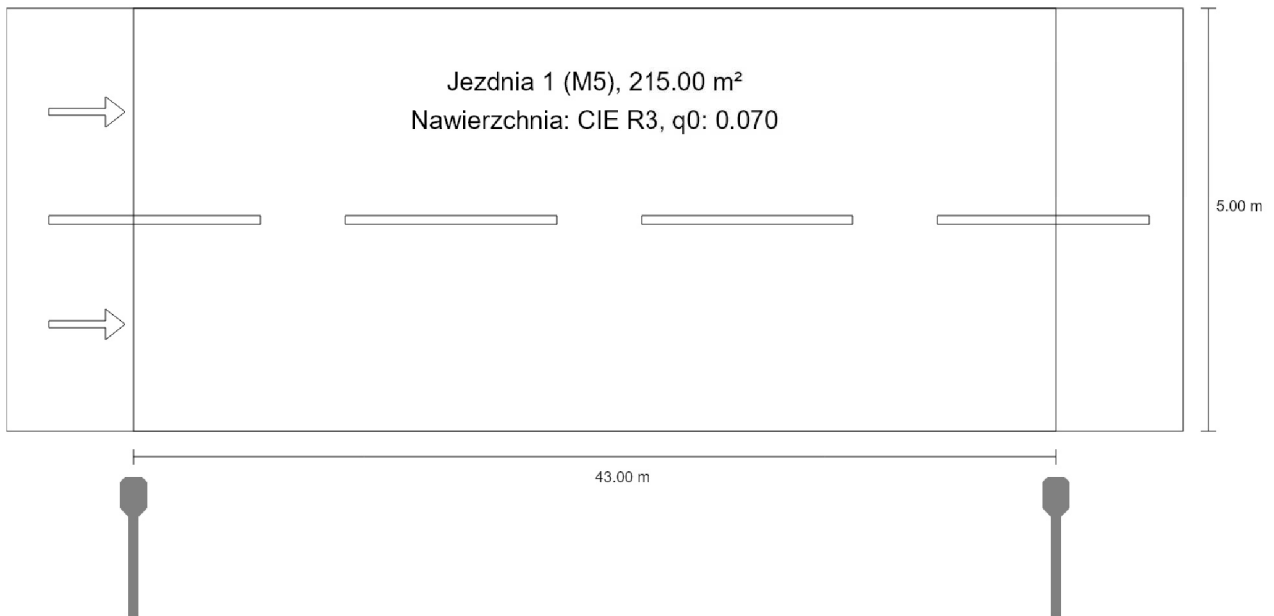 Jezdnia 1 (M5), 215.00 m²
Nawierzchnia: CIE R3, q0: 0.070
5.00 m
43.00 m